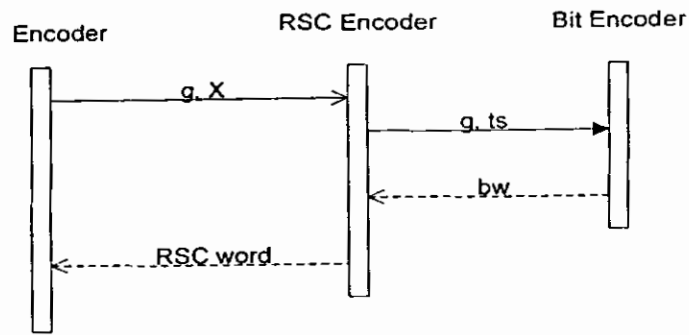 Encoder
RSC Encoder
Bit Encoder
g, X
g, ts
bw
RSC word